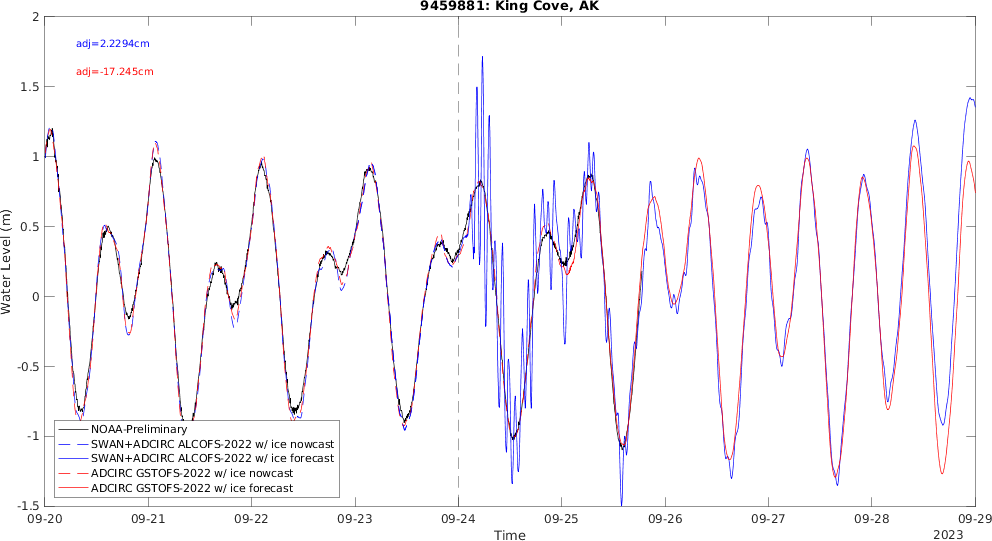 9459881: King Cove, AK
2
1.5
1
0.5
0
-0.5
-1
-1.5
Water Level (m)
adj=2.2294cm
adj=-17.245cm
NOAA-Preliminary
SWAN+ADCIRC ALCOFS-2022 w/ ice nowcast
SWAN+ADCIRC ALCOFS-2022 w/ ice forecast
ADCIRC GSTOFS-2022 w/ ice nowcast
ADCIRC GSTOFS-2022 w/ ice forecast
09-20 09-21 09-22 09-23 09-24 09-25 09-26 09-27 09-28 09-29
Time
2023